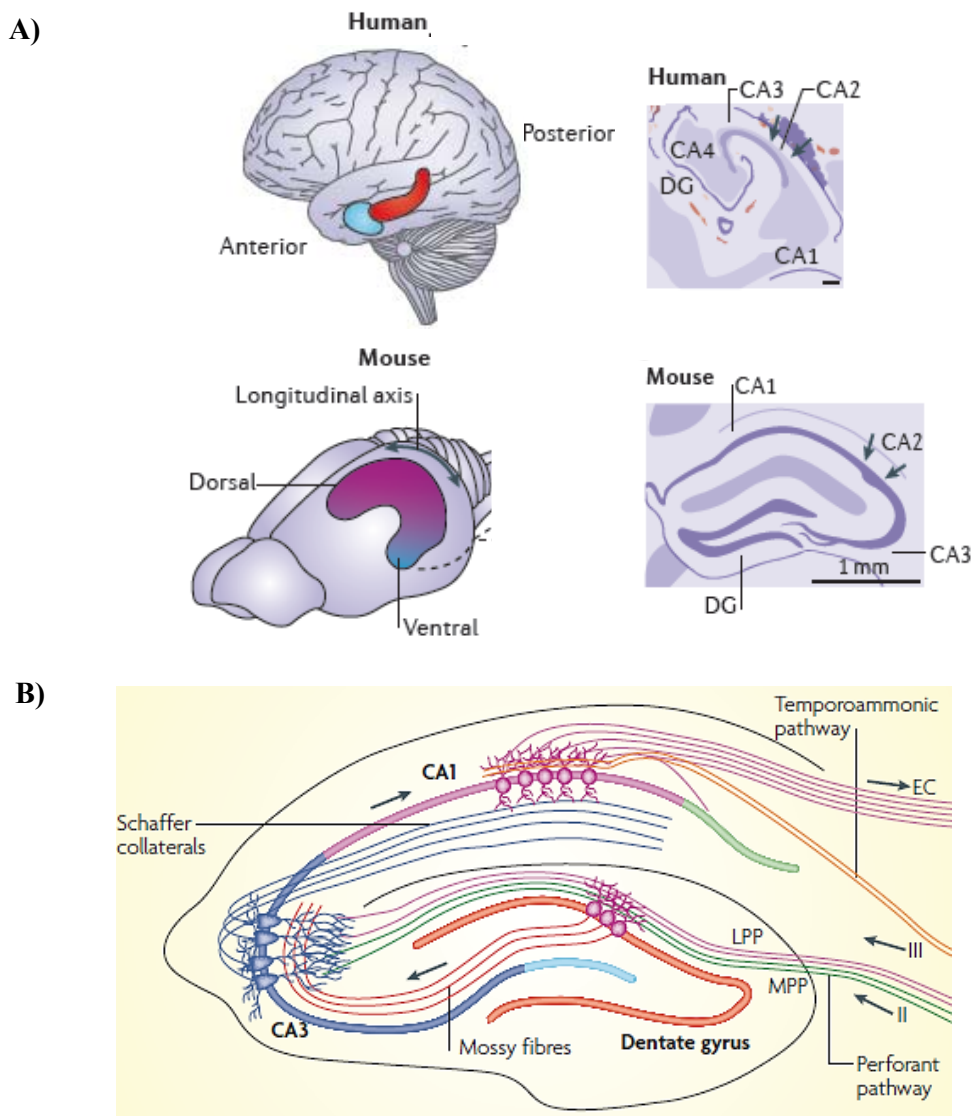 A)
Human
Posterior
Anterior
Human
CA3
CA2
CA4
DG
CA1
Mouse
Longitudinal axis
Dorsal
Ventral
Mouse
CA1
CA2
CA3
1 mm
DG
B)
Temporoammonic
pathway
CA1
EC
Schaffer
collaterals
LPP
III
MPP
II
CA3
Mossy fibres
Dentate gyrus
Perforant
pathway